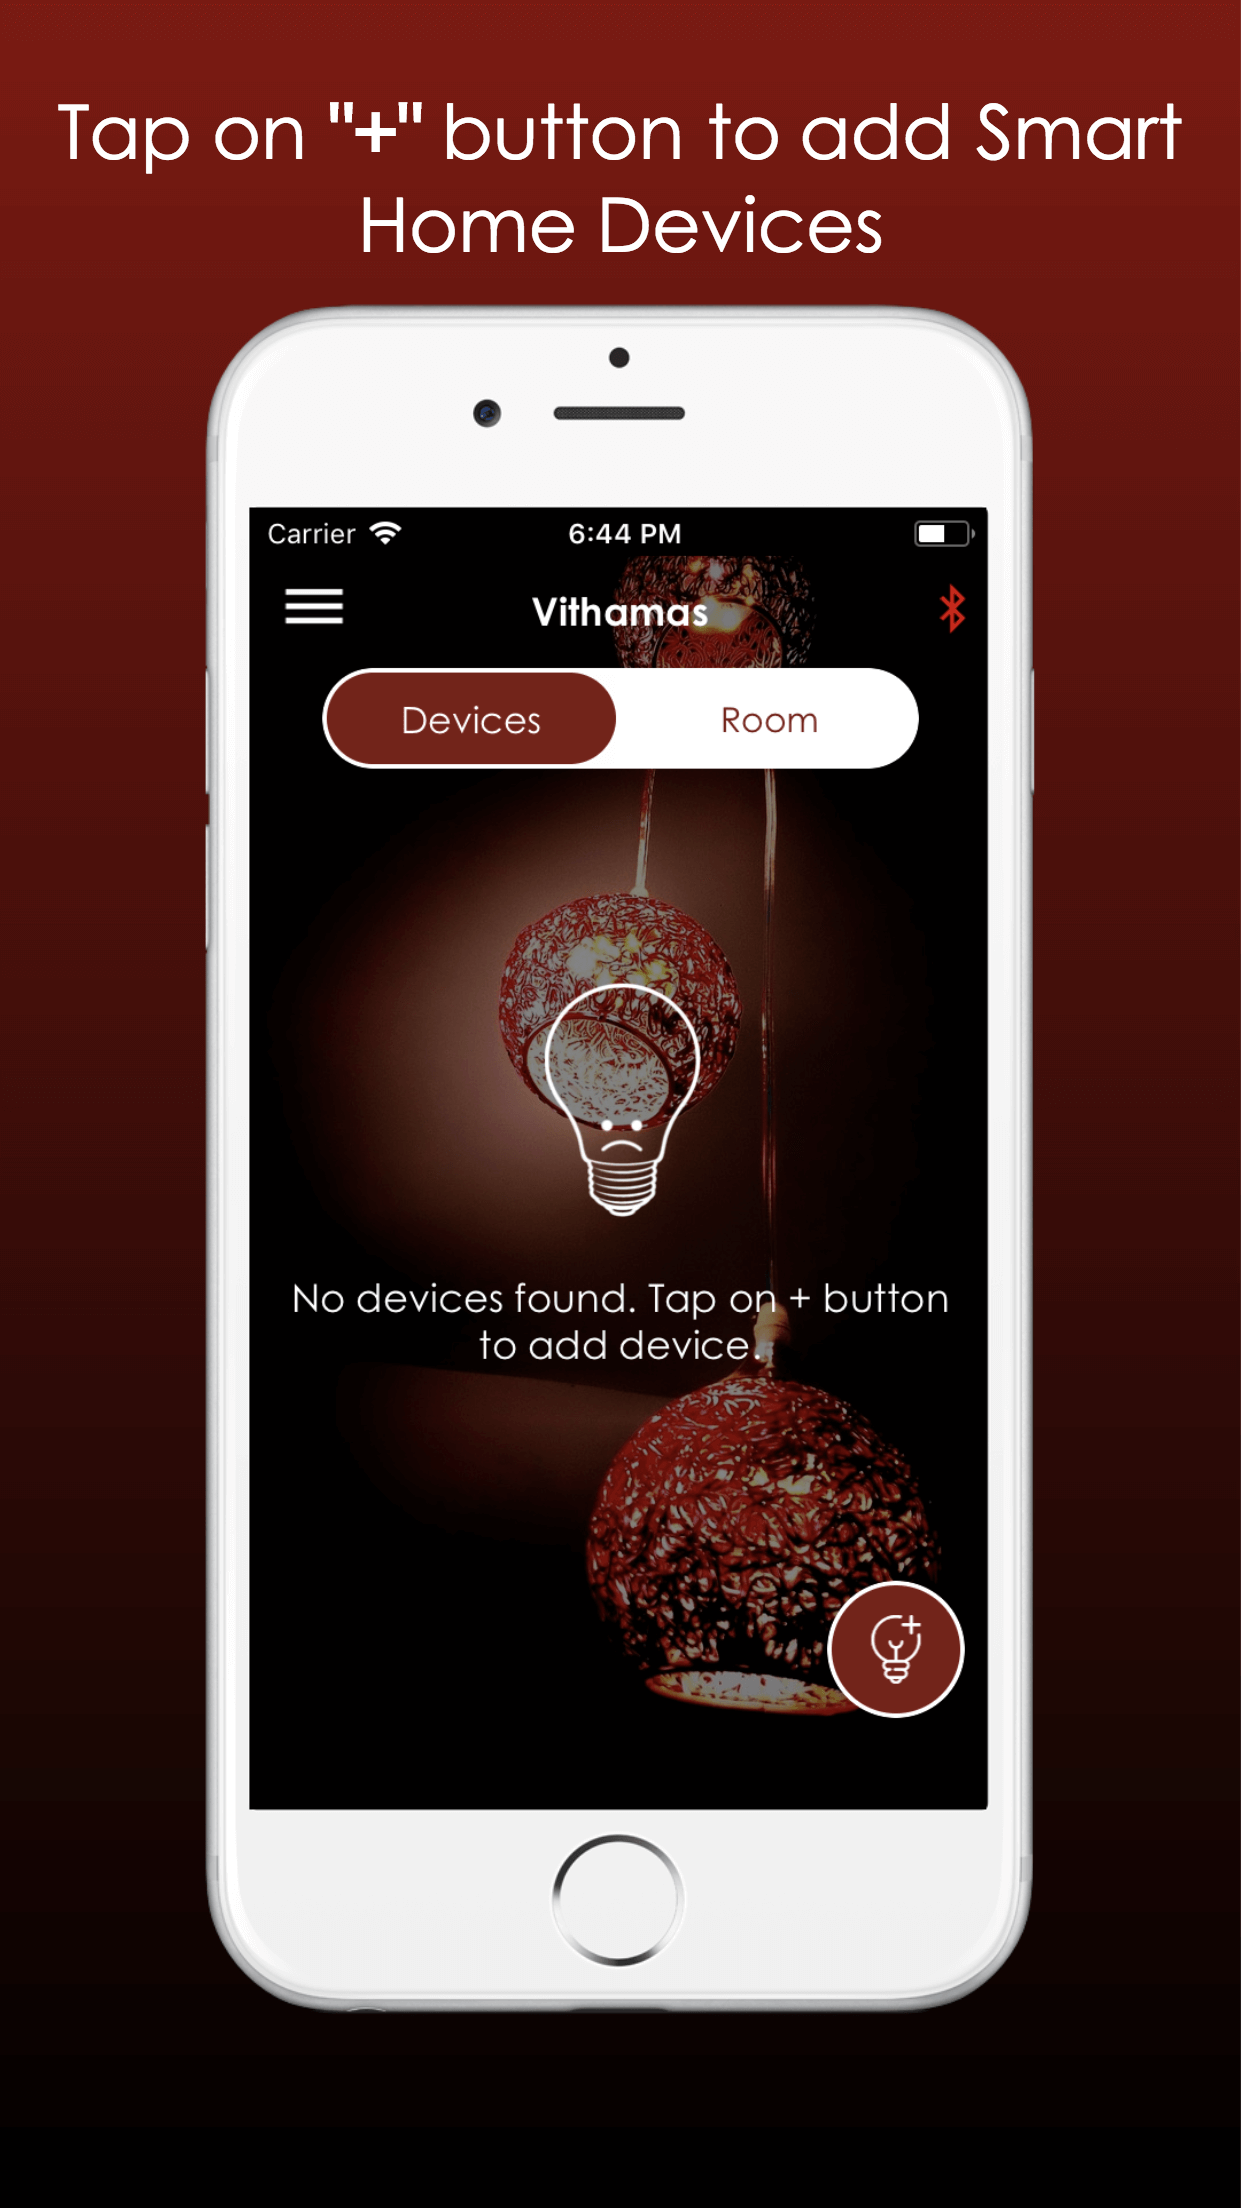 Tap on "+" button to add Smart
Home Devices
Carrier 6:44 PM
Vithamas
Devices Room
No devices found. Tap on + button
to add device.